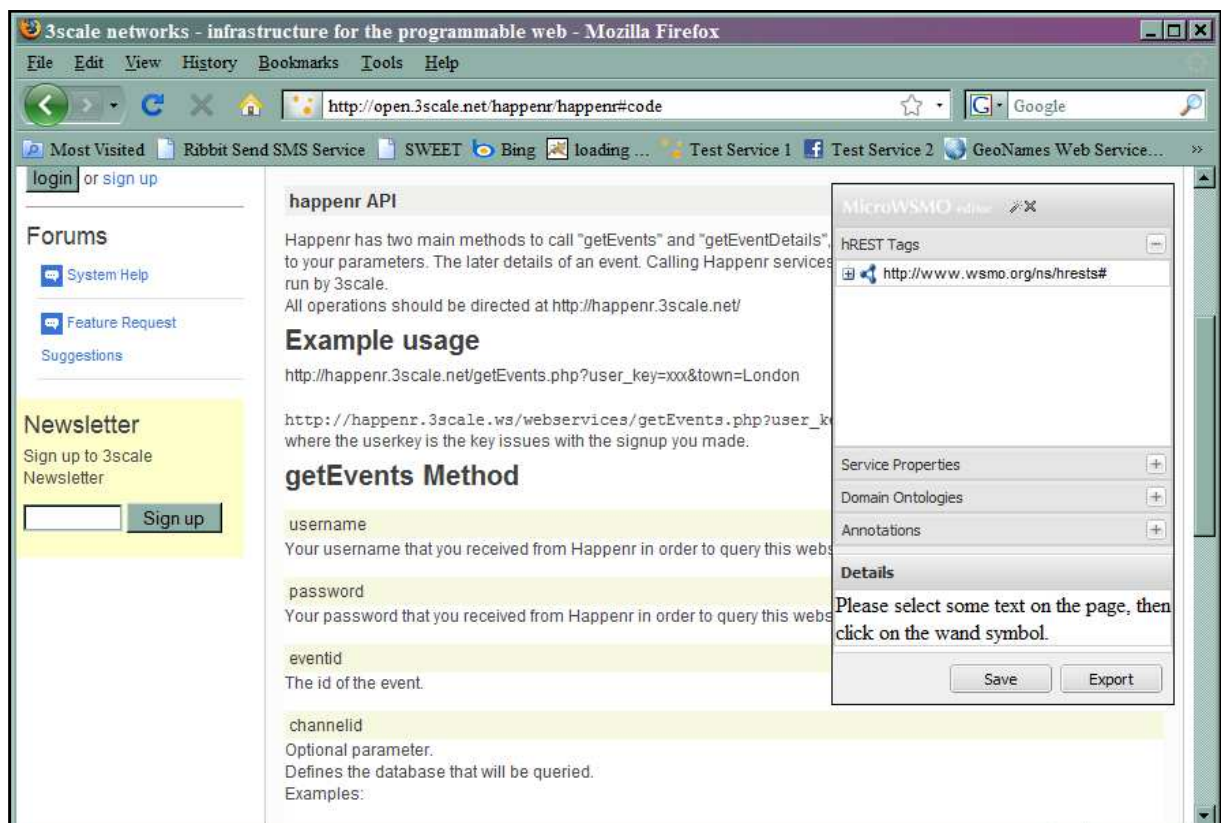 3scale networks - infrastructure for the programmable web - Mozilla Firefox
File Edit View History Bookmarks Tools Help
http://open.3scale.net/happenr/happenr#code
G Google
Most Visited Ribbit Send SMS Service SWEET Bing loading ... Test Service 1 Test Service 2 GeoNames Web Service... »
login or sign up
Forums
System Help
Feature Request
Suggestions
Newsletter
Sign up to 3scale
Newsletter
Sign up
happenr API
Happenr has two main methods to call "getEvents" and "getEventDetails",
to your parameters. The later details of an event. Calling Happenr services
run by 3scale.
All operations should be directed at http://happenr.3scale.net/
Example usage
http://happenr.3scale.net/getEvents.php?user_key=xxx&town=London
http://happenr.3scale.ws/webservices/getEvents.php?user_k
where the userkey is the key issues with the signup you made.
getEvents Method
username
Your username that you received from Happenr in order to query this webs
password
Your password that you received from Happenr in order to query this webs
eventid
The id of the event.
channelid
Optional parameter.
Defines the database that will be queried.
Examples:
MicroWSMO editor
hREST Tags
http://www.wsmo.org/ns/hrests#
Service Properties
Domain Ontologies
Annotations
Details
Please select some text on the page, then
click on the wand symbol.
Save Export